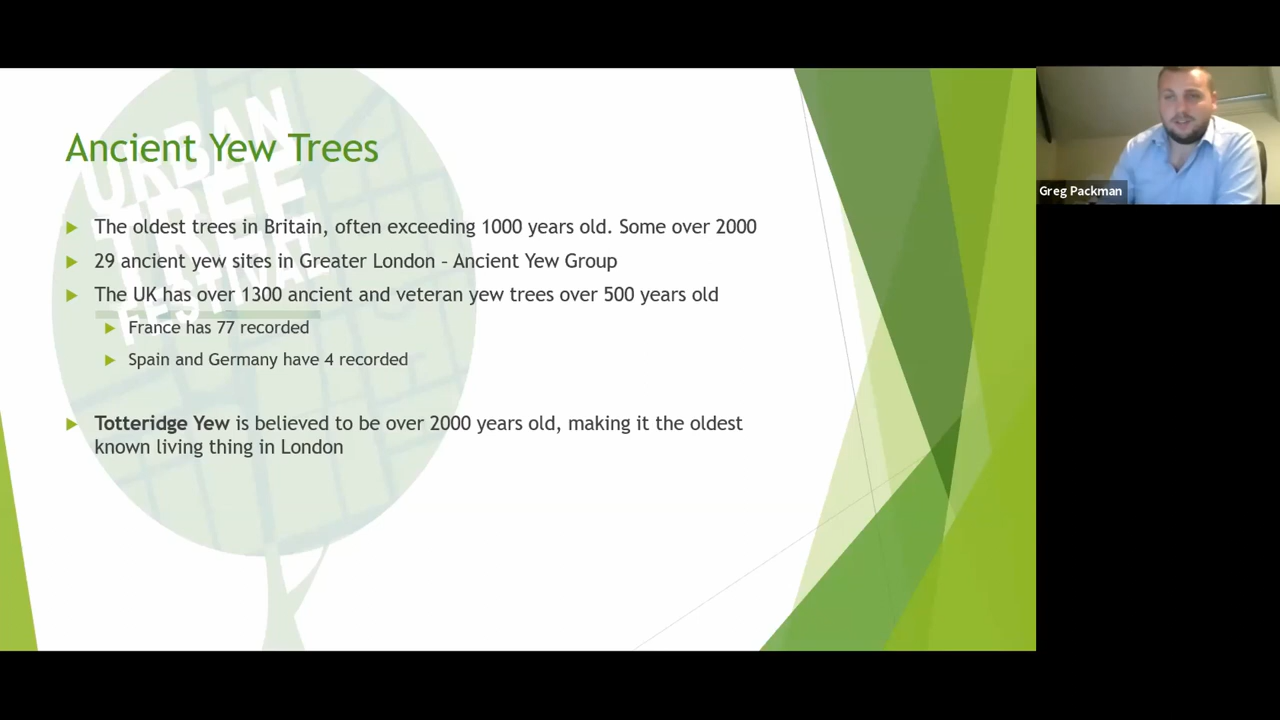 URBAN
TREE
FESTIVAL
Ancient Yew Trees
The oldest trees in Britain, often exceeding 1000 years old. Some over 2000
29 ancient yew sites in Greater London – Ancient Yew Group
The UK has over 1300 ancient and veteran yew trees over 500 years old
France has 77 recorded
Spain and Germany have 4 recorded
Totteridge Yew is believed to be over 2000 years old, making it the oldest
known living thing in London
Greg Packman